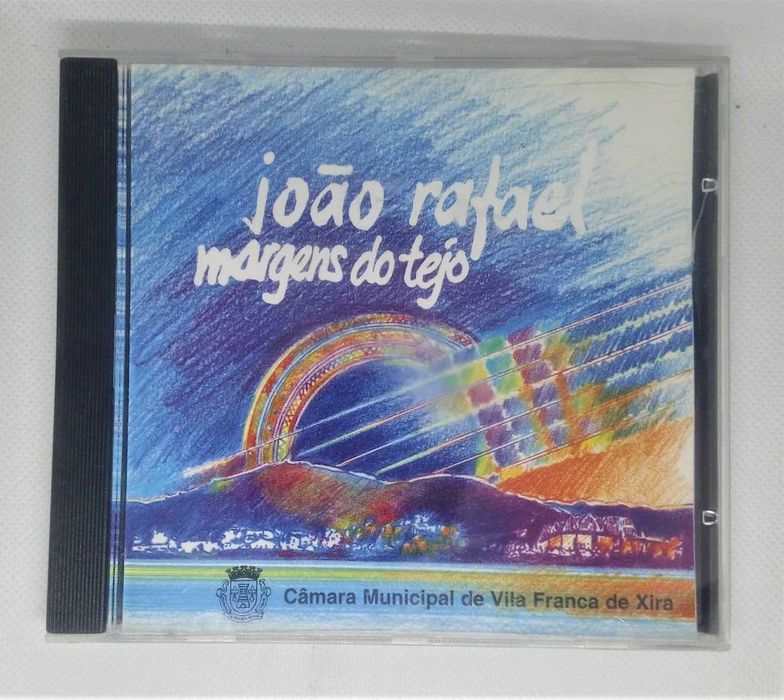 joão rafael
margens do tejo
Câmara Municipal de Vila Franca de Xira